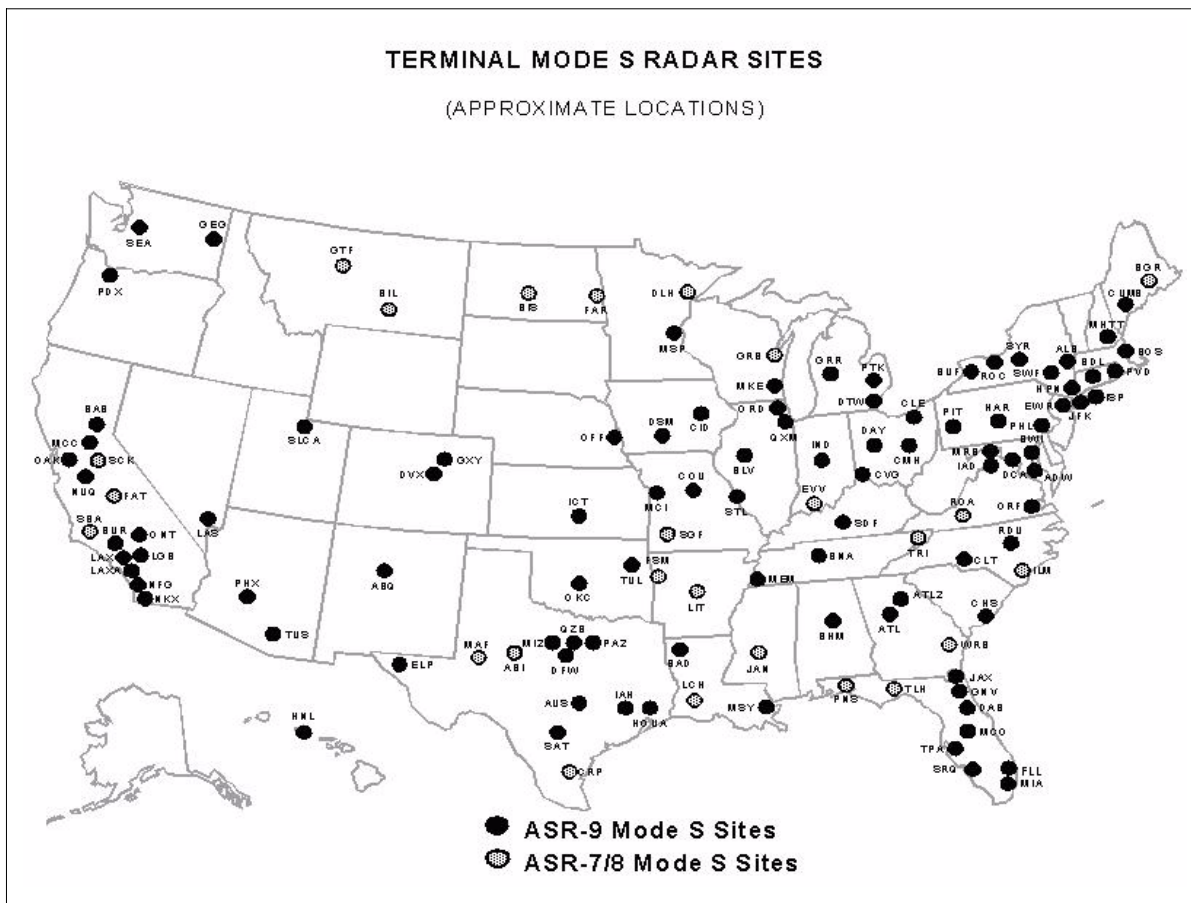 TERMINAL MODE S RADAR SITES
(APPROXIMATE LOCATIONS)
SEA
GEG
PDX
GTF
BIL
BIS
FAR
DLH
MSP
GRB
MKE
GRR
PTK
DTW
BGR
CUMB
MHTT
BOS
ALB
SYR
SWF
BDL
PVD
BUF
ROC
HPN
ISP
EWR
JFK
CLE
PIT
HAR
PHL
BWI
MRB
IAD
DCA
ADW
DAY
CMH
CVG
IND
ORD
QXM
BLV
STL
EVV
SDF
ROA
ORF
RDU
TRI
CLT
ILM
BAB
MCC
OAK
SCK
NUQ
FAT
SBA
BUR
ONT
LAX
LGB
LAXA
NFG
NKX
LAS
SLCA
GXY
DVX
OFF
DSM
CID
COU
MCI
SGF
ICT
PHX
TUS
ABQ
ELP
OKC
TUL
FSM
LIT
MEM
BNA
ATLZ
ATL
BHM
CHS
WRB
MAF
ABI
MIZ
QZB
PAZ
DFW
BAD
JAN
LCH
MSY
PNS
TLH
JAX
GNV
DAB
MCO
TPA
SRQ
FLL
MIA
AUS
IAH
HOUA
SAT
CRP
HNL
ASR-9 Mode S Sites
ASR-7/8 Mode S Sites